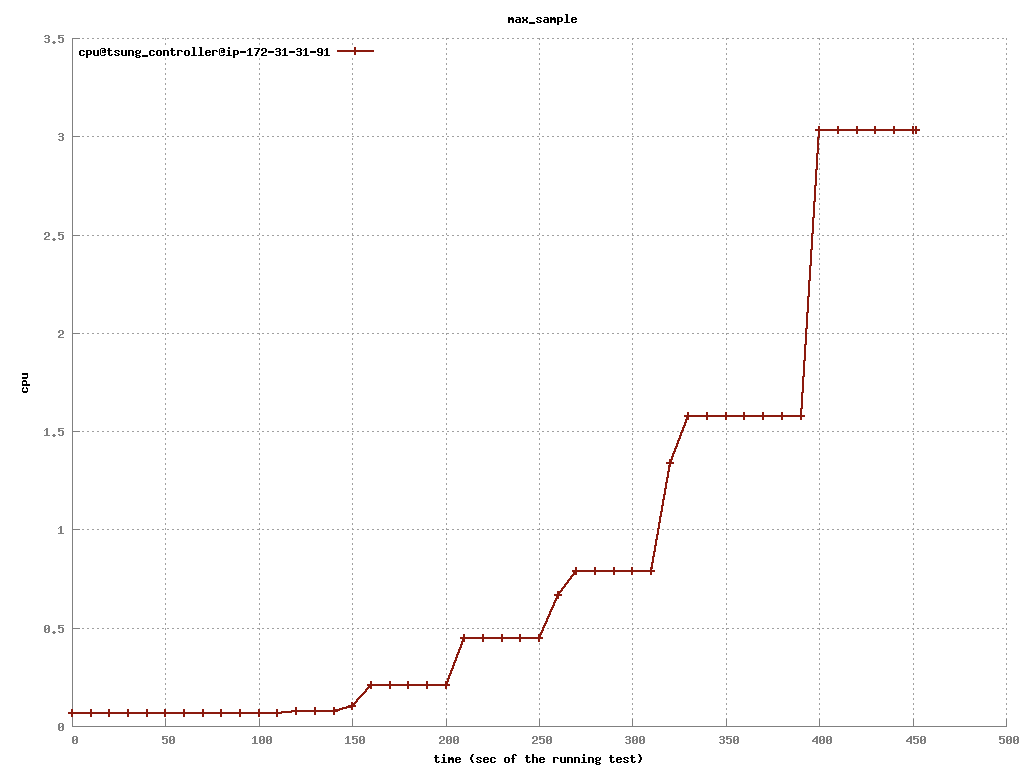 max_sample
3.5
cpu@tsung_controller@ip-172-31-31-91
3
2.5
2
cpu
1.5
1
0.5
0
0 50 100 150 200 250 300 350 400 450 500
time (sec of the running test)